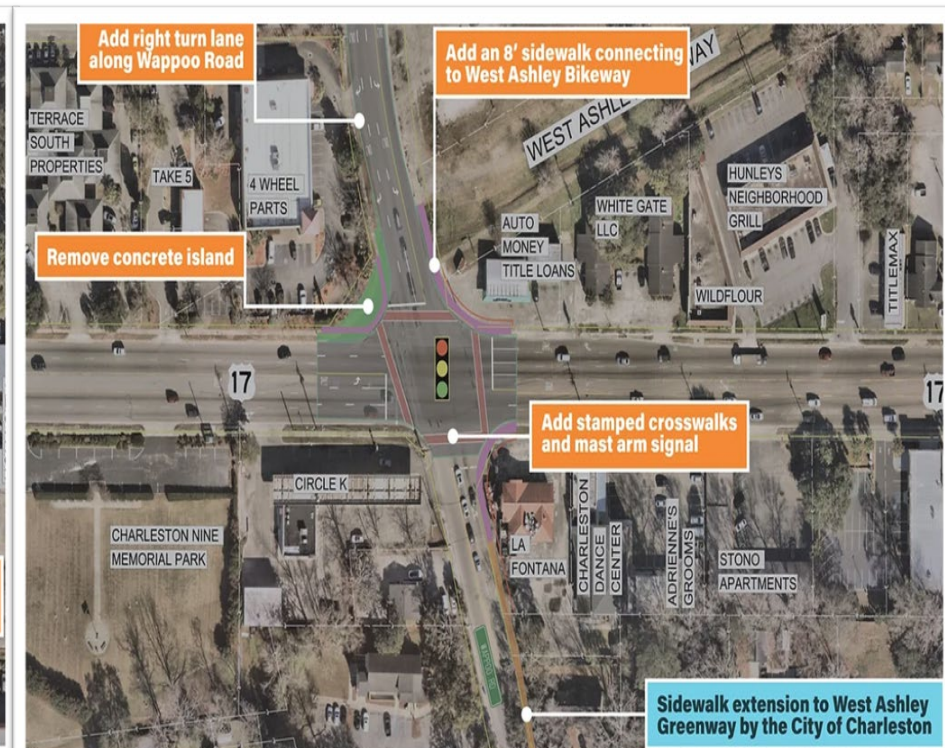 Add right turn lane
along Wappoo Road
Add an 8' sidewalk connecting
to West Ashley Bikeway
TERRACE
SOUTH
PROPERTIES
TAKE 5
4 WHEEL
PARTS
AUTO
MONEY
TITLE LOANS
WHITE GATE
LLC
HUNLEYS
NEIGHBORHOOD
GRILL
WILDFLOUR
TITLEMAX
Remove concrete island
17
17
Add stamped crosswalks
and mast arm signal
CIRCLE K
CHARLESTON NINE
MEMORIAL PARK
LA
FONTANA
CHARLESTON
DANCE
CENTER
ADRIENNE'S
GROOMS
STONO
APARTMENTS
Sidewalk extension to West Ashley
Greenway by the City of Charleston